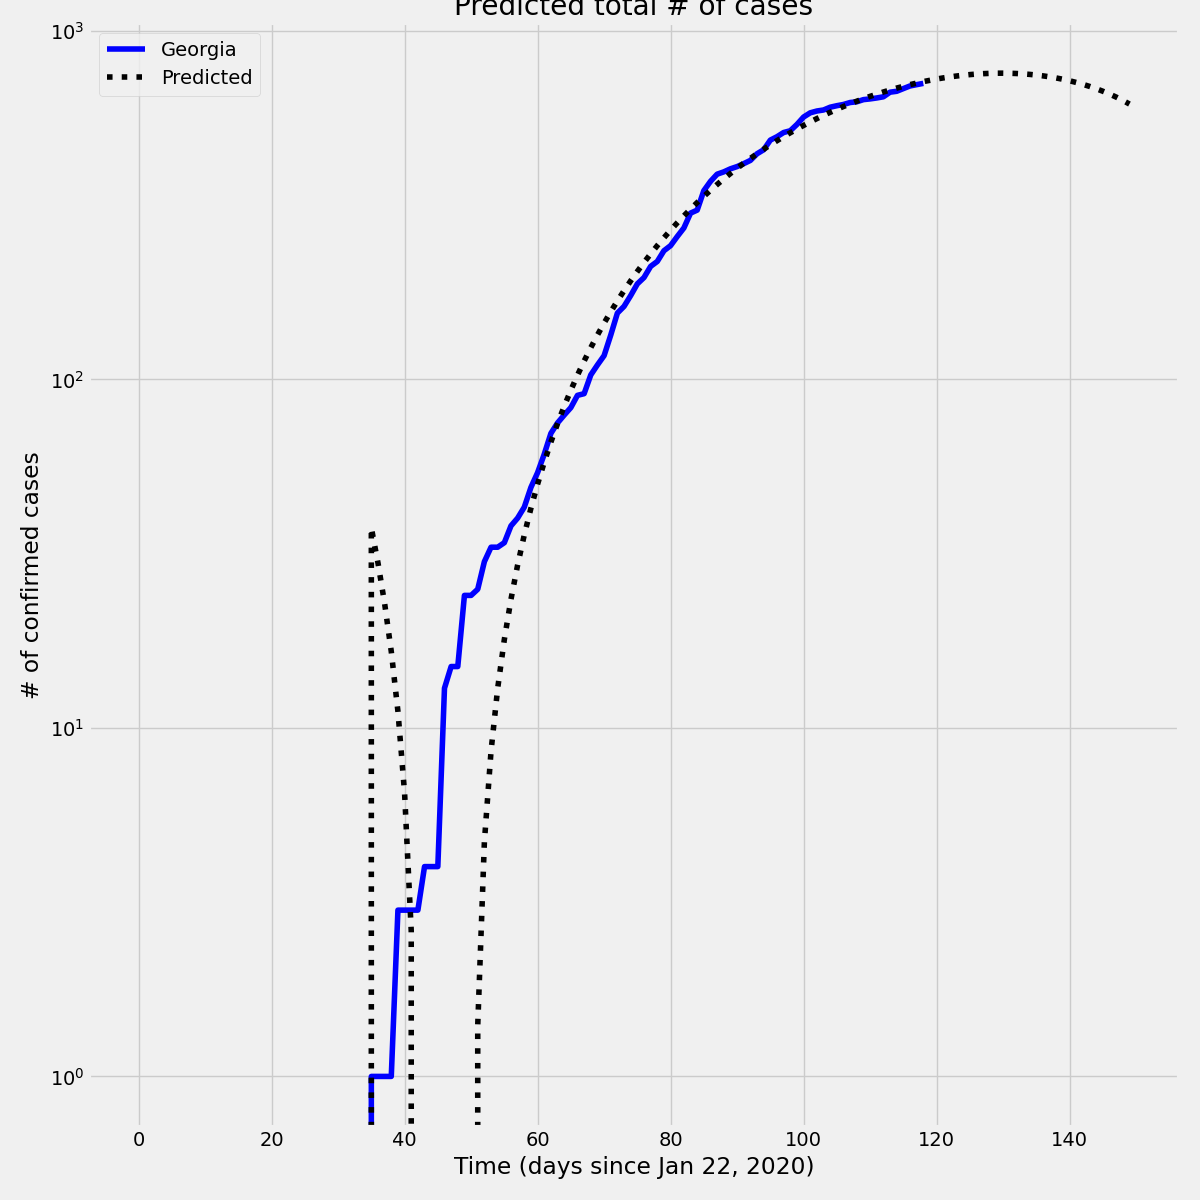 Predicted total # of cases
Georgia
Predicted
10³
10²
10¹
10⁰
# of confirmed cases
0 20 40 60 80 100 120 140
Time (days since Jan 22, 2020)